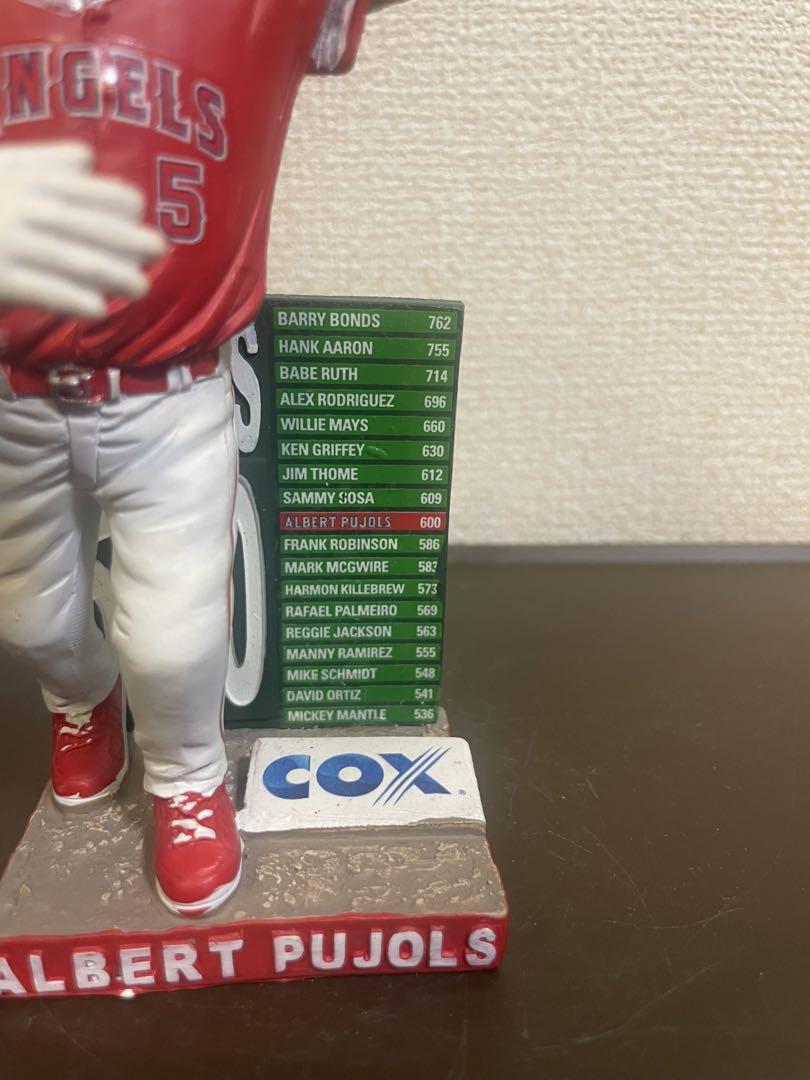 NGELS
5
BARRY BONDS 762
HANK AARON 755
BABE RUTH 714
ALEX RODRIGUEZ 696
WILLIE MAYS 660
KEN GRIFFEY 630
JIM THOME 612
SAMMY SOSA 609
ALBERT PUJOLS 600
FRANK ROBINSON 586
MARK MCGWIRE 583
HARMON KILLEBREW 573
RAFAEL PALMEIRO 569
REGGIE JACKSON 563
MANNY RAMIREZ 555
MIKE SCHMIDT 548
DAVID ORTIZ 541
MICKEY MANTLE 536
S
0
COX®
ALBERT PUJOLS